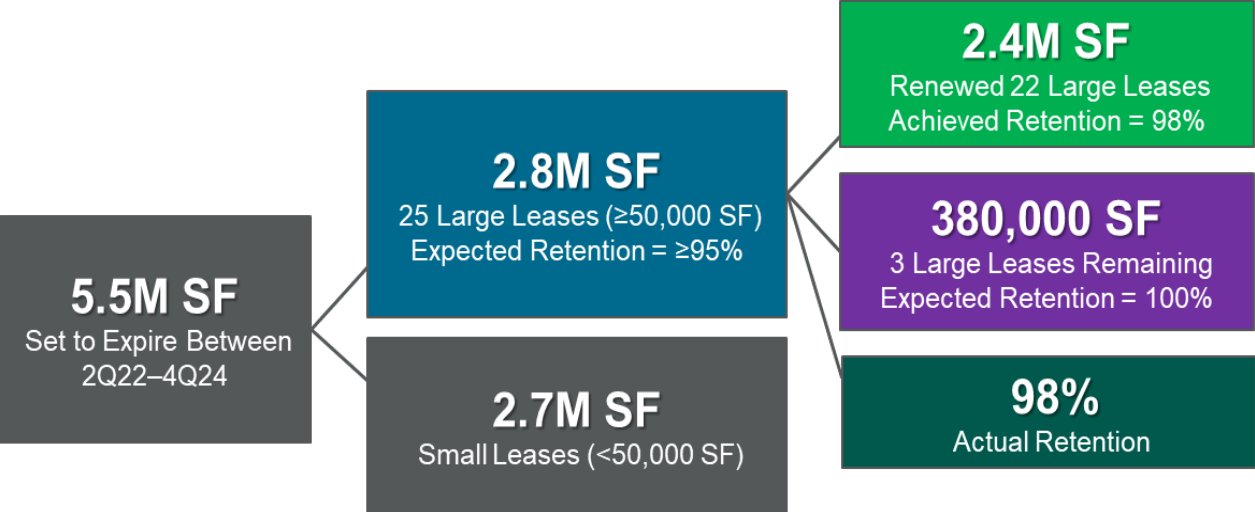 5.5M SF
Set to Expire Between
2Q22–4Q24
2.8M SF
25 Large Leases (≥50,000 SF)
Expected Retention = ≥95%
2.7M SF
Small Leases (<50,000 SF)
2.4M SF
Renewed 22 Large Leases
Achieved Retention = 98%
380,000 SF
3 Large Leases Remaining
Expected Retention = 100%
98%
Actual Retention